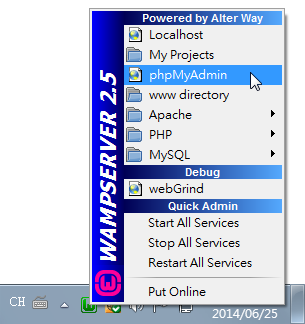 Powered by Alter Way
Localhost
My Projects
phpMyAdmin
www directory
Apache
PHP
MySQL
Debug
webGrind
Quick Admin
Start All Services
Stop All Services
Restart All Services
Put Online
WAMPSERVER 2.5
CH
2014/06/25